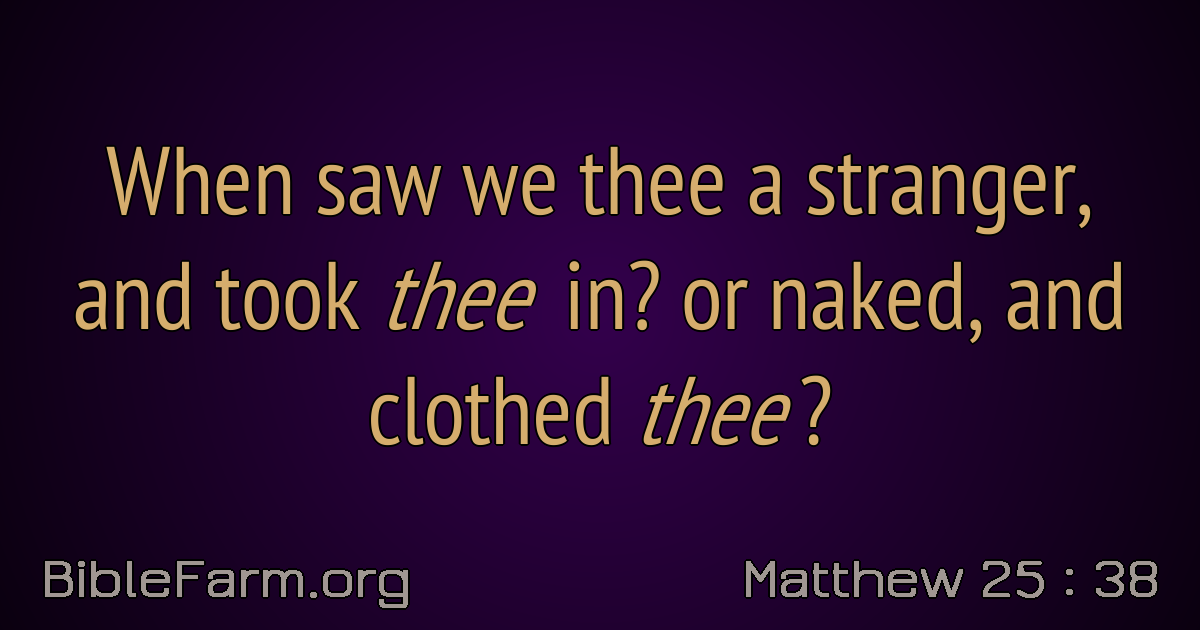 When saw we thee a stranger,
and took thee in? or naked, and
clothed thee?
BibleFarm.org
Matthew 25 : 38